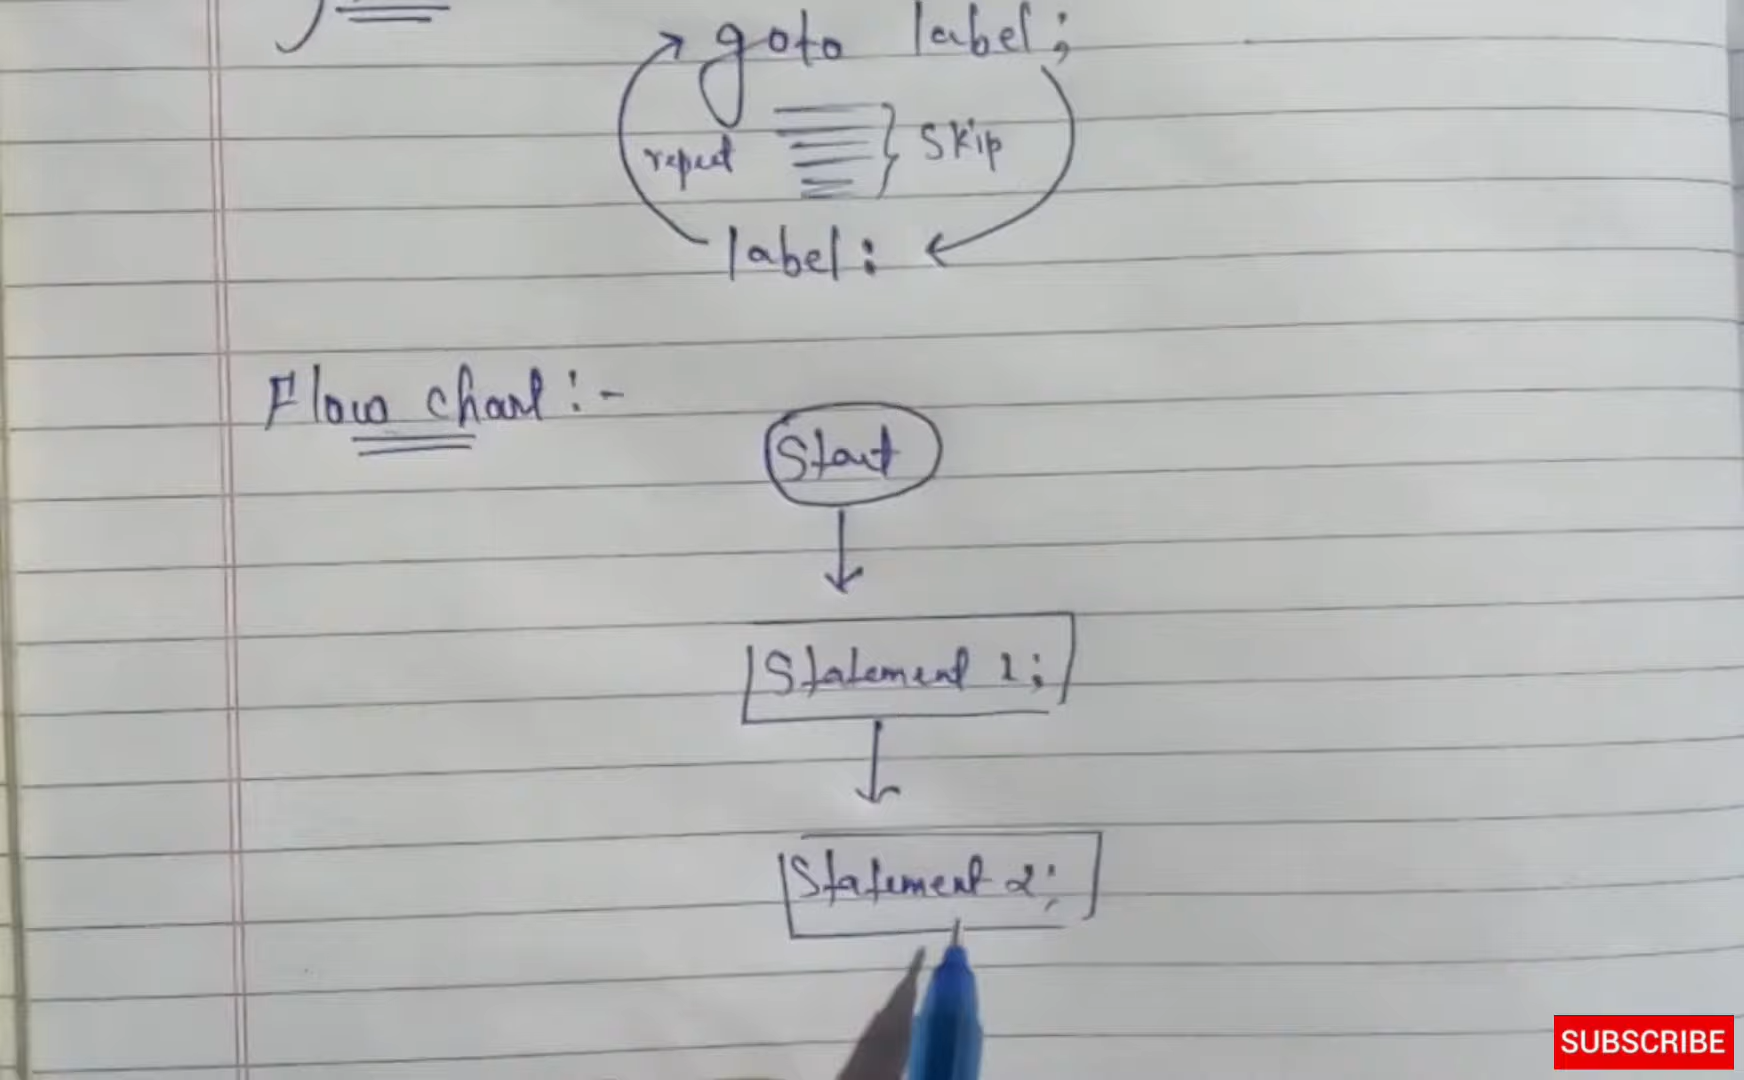 goto label;
repeat
} Skip
label:
Flow chart :-
Start
Statement 1;
Statement 2;
SUBSCRIBE